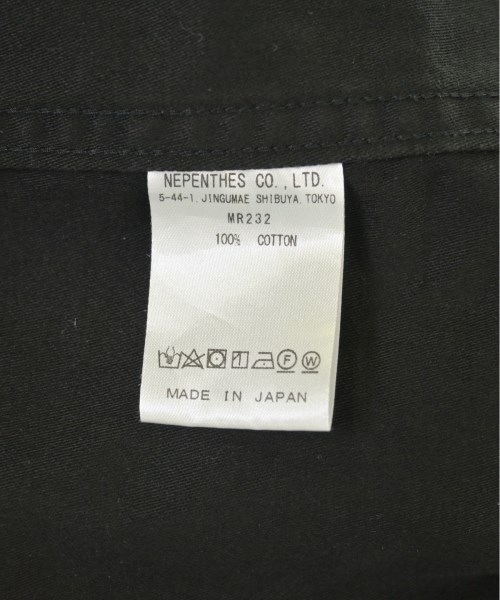 NEPENTHES CO.,LTD.
5-44-1. JINGUMAE SHIBUYA. TOKYO
MR232
100% COTTON
F W
MADE IN JAPAN